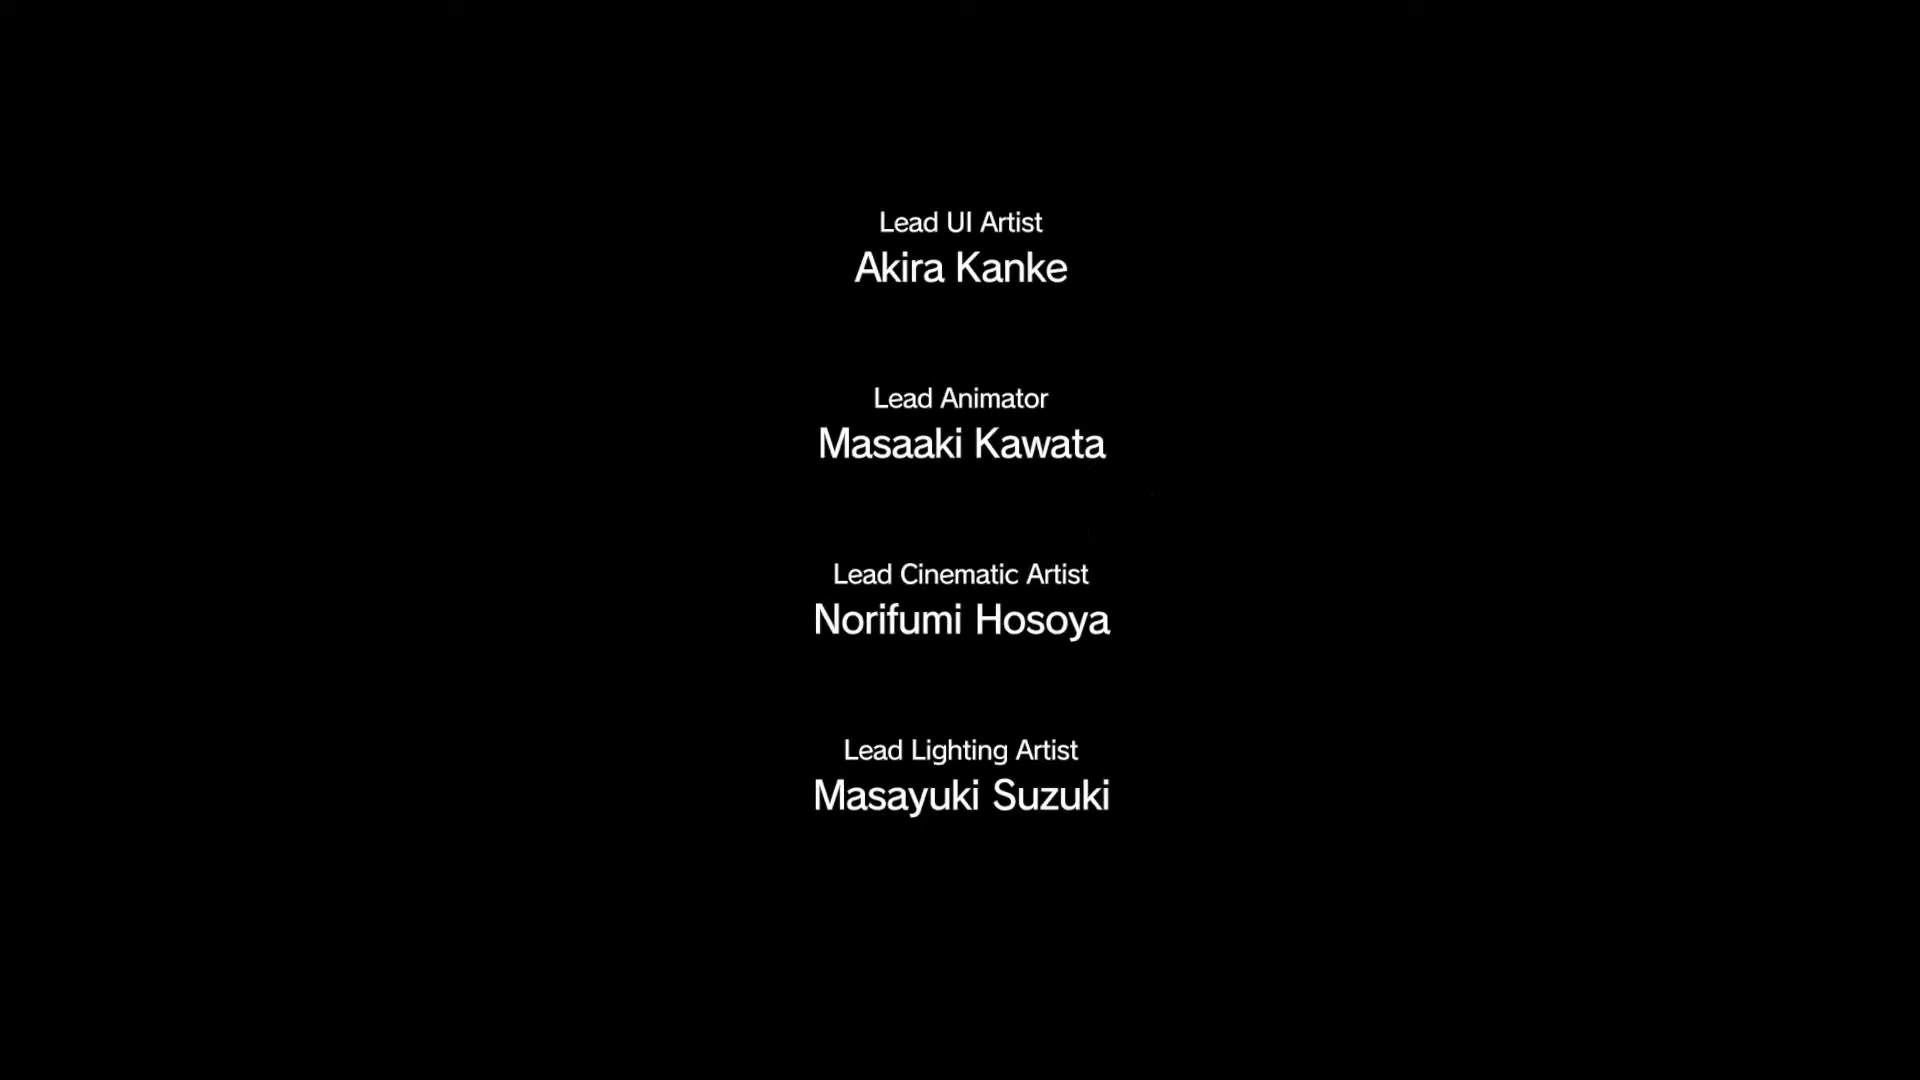 Lead UI Artist
Akira Kanke
Lead Animator
Masaaki Kawata
Lead Cinematic Artist
Norifumi Hosoya
Lead Lighting Artist
Masayuki Suzuki